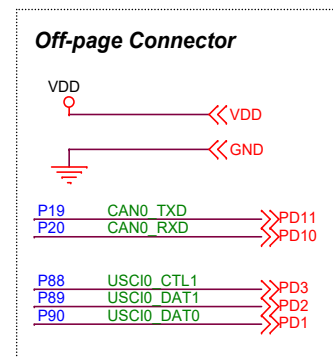 Off-page Connector
VDD
VDD
GND
P19 CAN0_TXD PD11
P20 CAN0_RXD PD10
P88 USCI0_CTL1 PD3
P89 USCI0_DAT1 PD2
P90 USCI0_DAT0 PD1